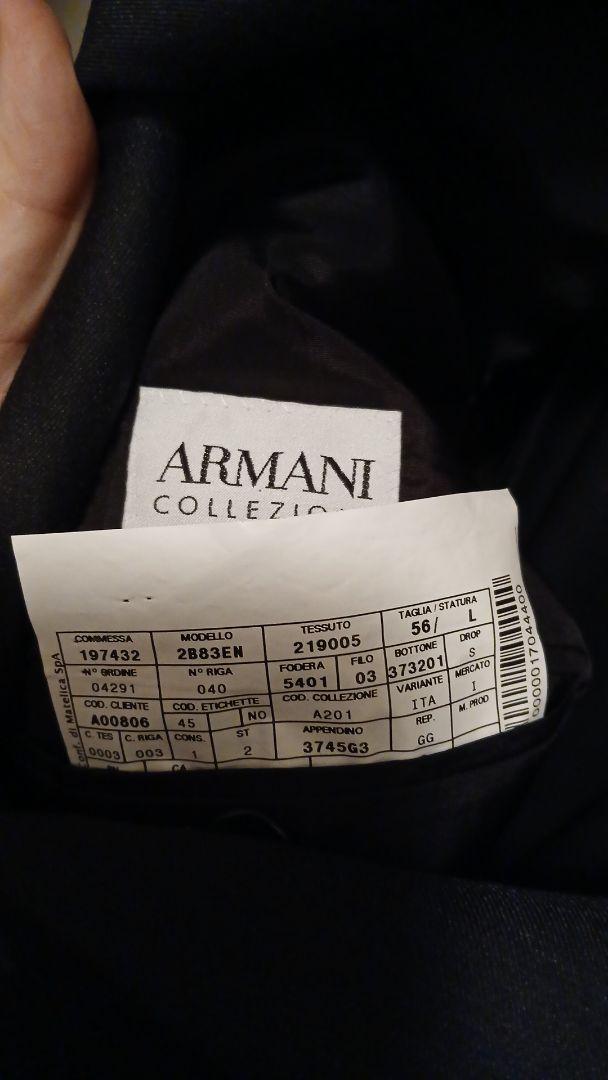 ARMANI
COLLEZIO
COMMESSA MODELLO TESSUTO TAGLIA / STATURA
197432 2B83EN 219005 56/ L
N° ORDINE N° RIGA FODERA FILO BOTTONE DROP
04291 040 5401 03 373201 S
COD. CLIENTE COD. ETICHETTE COD. COLLEZIONE VARIANTE MERCATO
A00806 45 NO A201 ITA I
C. TES C. RIGA CONS. ST APPENDINO REP. M. PROD
0003 003 1 2 3745G3 GG
Conf. di Matelica SpA
0000017044400